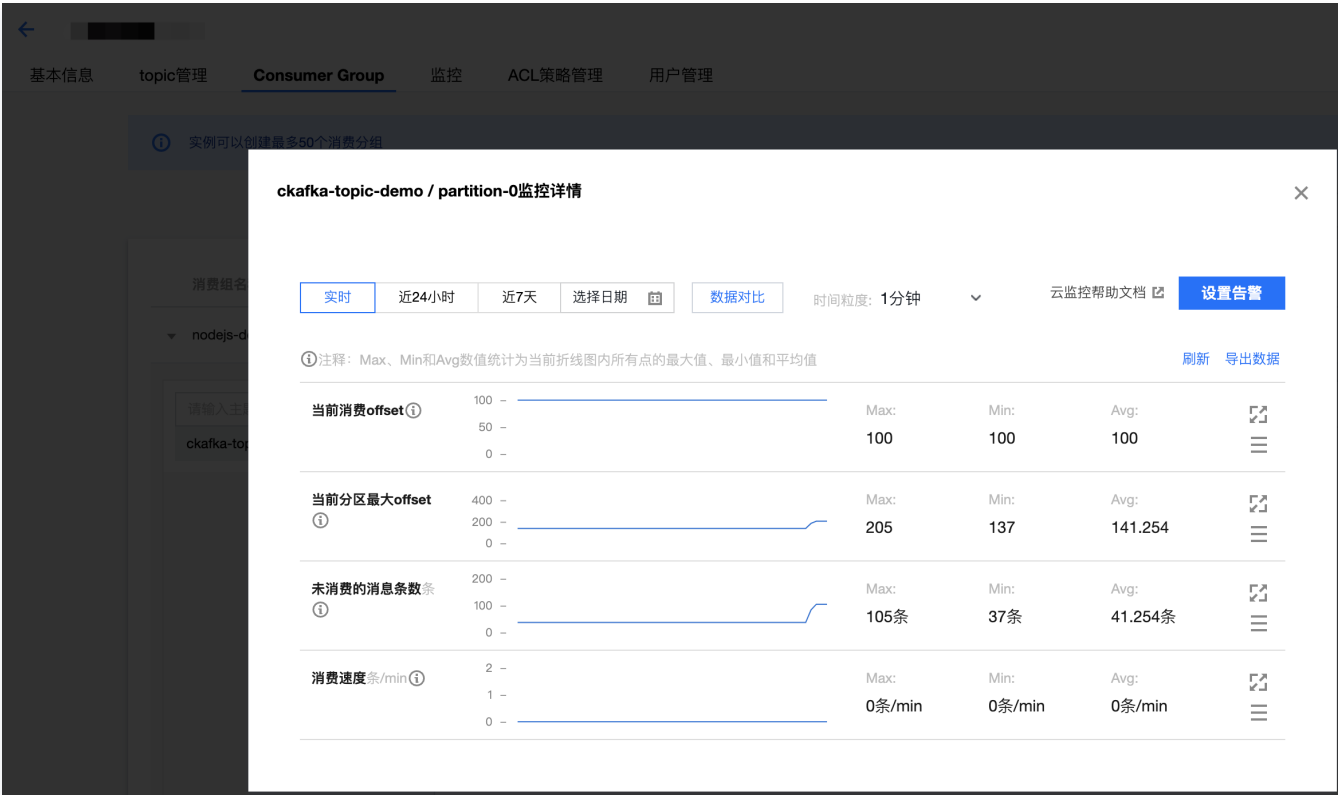 基本信息 topic管理 Consumer Group 监控 ACL策略管理 用户管理
实例可以创建最多50个消费分组
ckafka-topic-demo / partition-0监控详情
消费组名
实时 近24小时 近7天 选择日期 数据对比 时间粒度: 1分钟 云监控帮助文档 设置告警
nodejs-d
注释: Max、Min和Avg数值统计为当前折线图内所有点的最大值、最小值和平均值 刷新 导出数据
请输入主
ckafka-top
当前消费offset
100
50
0
Max: Min: Avg:
100 100 100
当前分区最大offset
400
200
0
Max: Min: Avg:
205 137 141.254
未消费的消息条数条
200
100
0
Max: Min: Avg:
105条 37条 41.254条
消费速度条/min
2
1
0
Max: Min: Avg:
0条/min 0条/min 0条/min